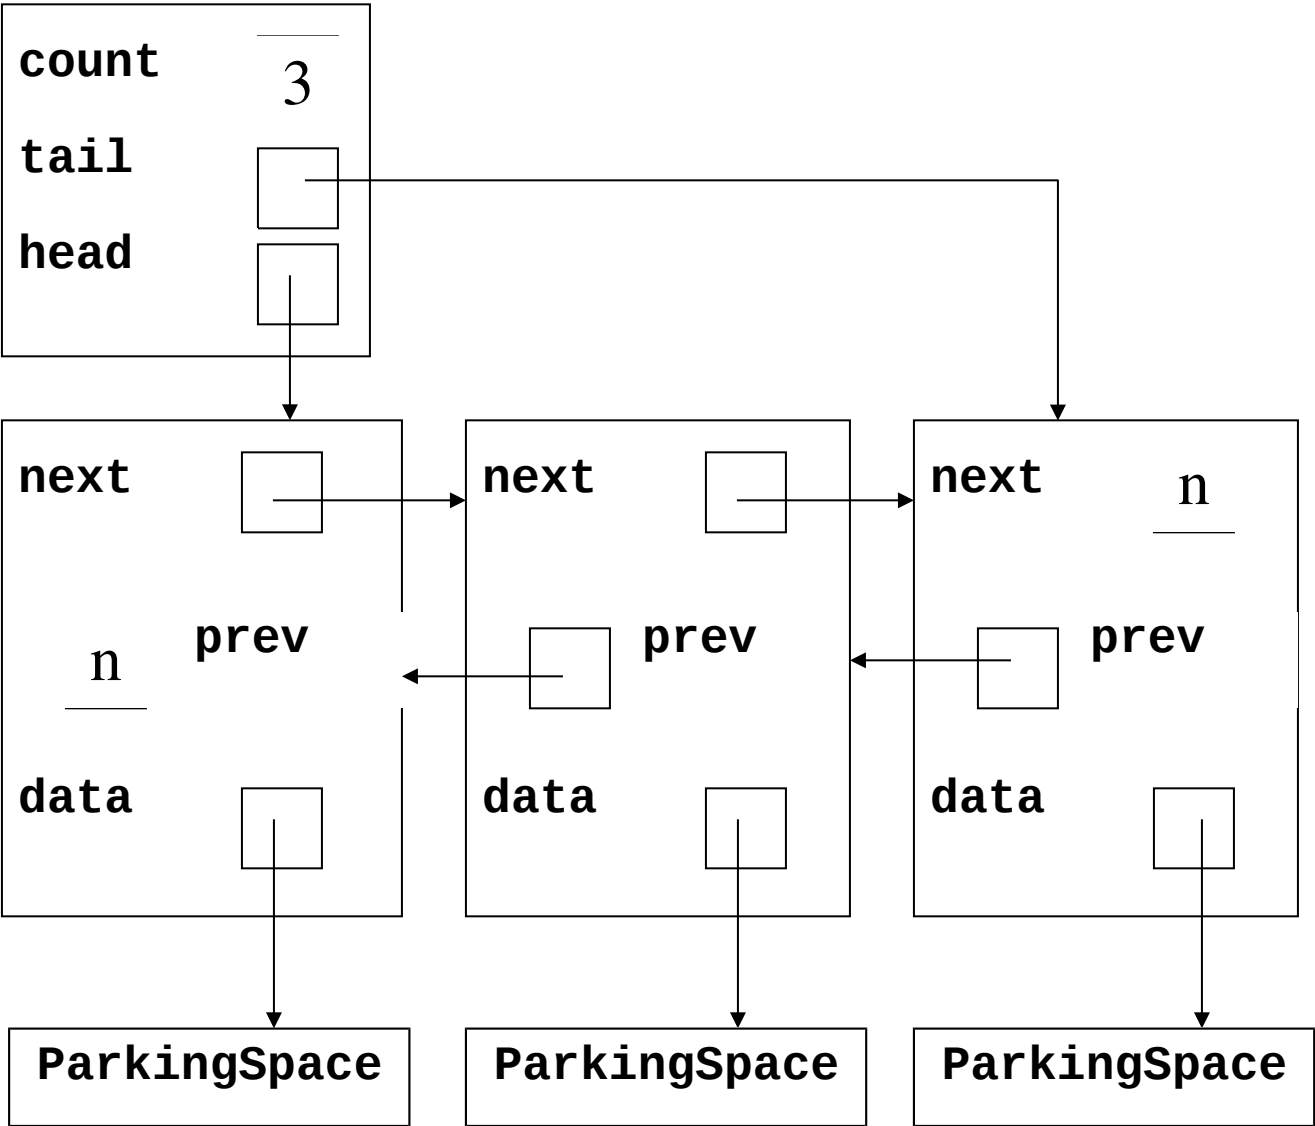 count 3
tail
head
next next next n
n prev prev prev
data data data
ParkingSpace ParkingSpace ParkingSpace